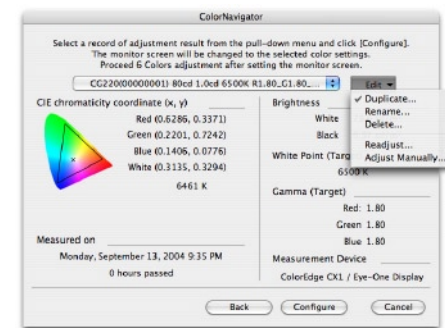 ColorNavigator
Select a record of adjustment result from the pull-down menu and click [Configure].
The monitor screen will be changed to the selected color settings.
Proceed 6 Colors adjustment after setting the monitor screen.
CG220(00000001) 80cd 1.0cd 6500K R1.80_G1.80_...
Edit
Duplicate...
Rename...
Delete...
Readjust...
Adjust Manually...
CIE chromaticity coordinate (x, y)
Red (0.6286, 0.3371)
Green (0.2201, 0.7242)
Blue (0.1406, 0.0776)
White (0.3135, 0.3294)
6461 K
Measured on
Monday, September 13, 2004 9:35 PM
0 hours passed
Brightness
White
Black
White Point (Targ
6500 K
Gamma (Target)
Red: 1.80
Green 1.80
Blue 1.80
Measurement Device
ColorEdge CX1 / Eye-One Display
Back
Configure
Cancel